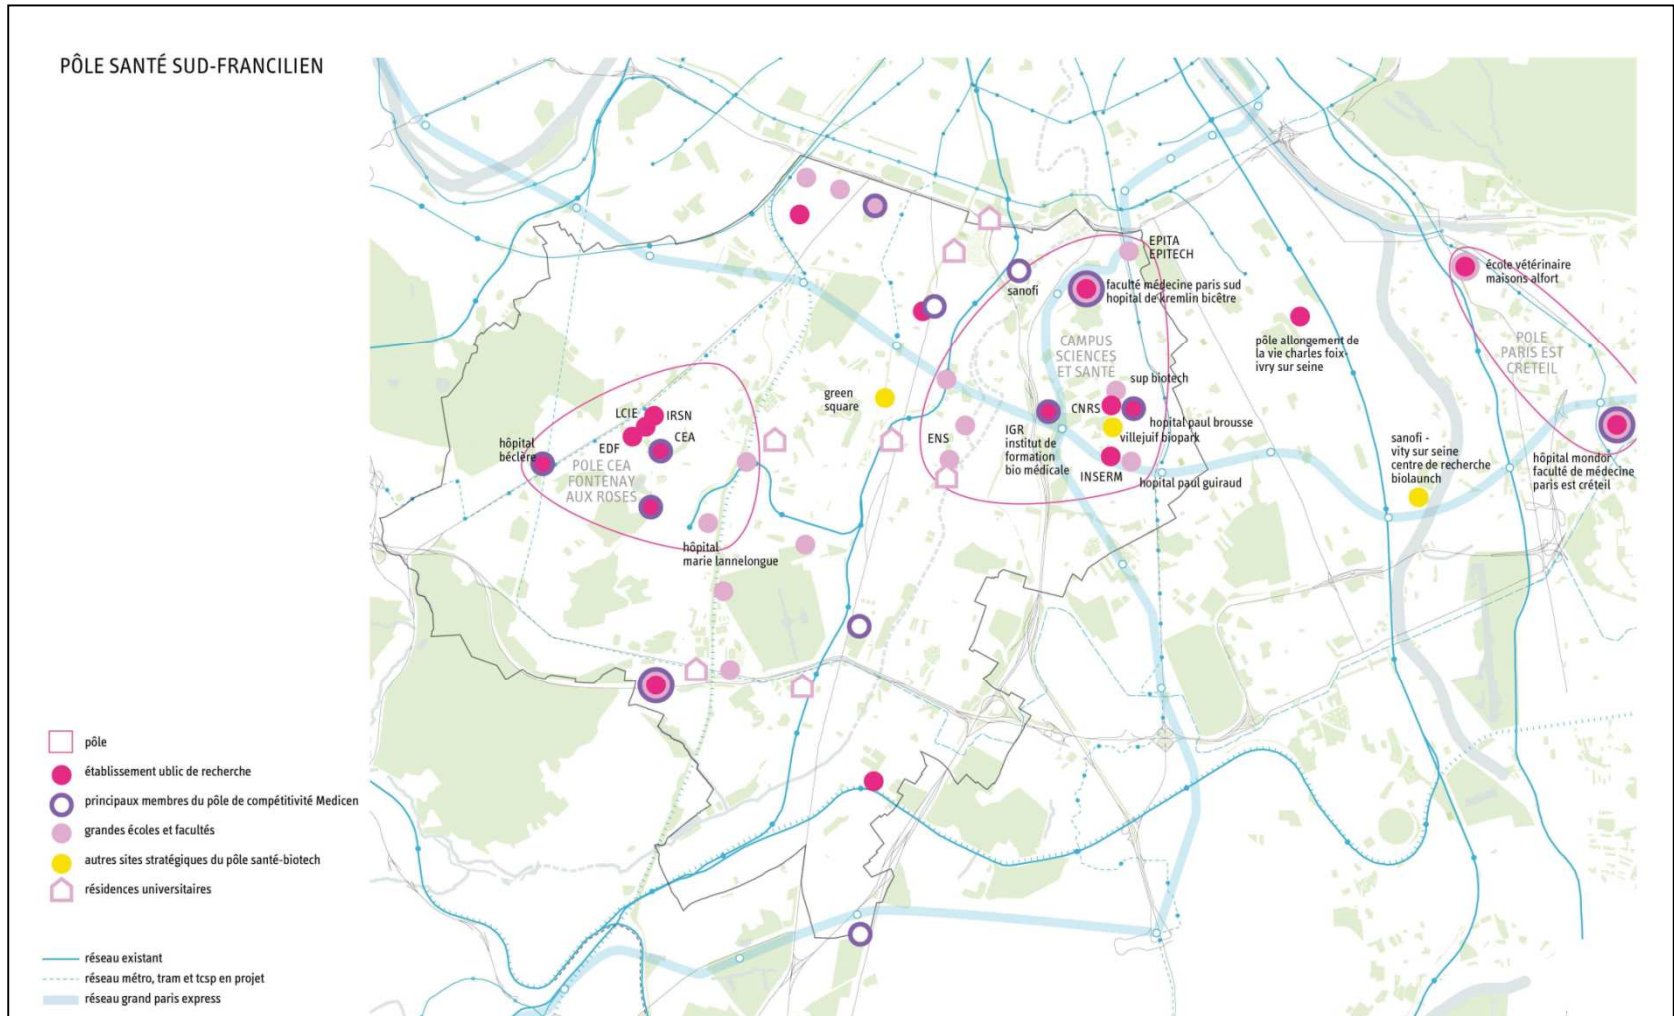 PÔLE SANTÉ SUD-FRANCILIEN
EPITA
EPITECH
sanofi
faculté médecine paris sud
hopital de kremlin bicêtre
école vétérinaire
maisons alfort
CAMPUS
SCIENCES
ET SANTÉ
pôle allongement de
la vie charles foix-
ivry sur seine
POLE
PARIS EST
CRÉTEIL
sup biotech
green
square
LCIE
IRSN
CNRS
hopital paul brousse
villejuif biopark
EDF
CEA
ENS
IGR
institut de
formation
bio médicale
hôpital
béclère
POLE CEA
FONTENAY
AUX ROSES
sanofi -
vity sur seine
centre de recherche
biolaunch
hôpital mondor
faculté de médecine
paris est créteil
INSERM
hopital paul guiraud
hôpital
marie lannelongue
pôle
établissement ublic de recherche
principaux membres du pôle de compétitivité Medicen
grandes écoles et facultés
autres sites stratégiques du pôle santé-biotech
résidences universitaires
réseau existant
réseau métro, tram et tcsp en projet
réseau grand paris express